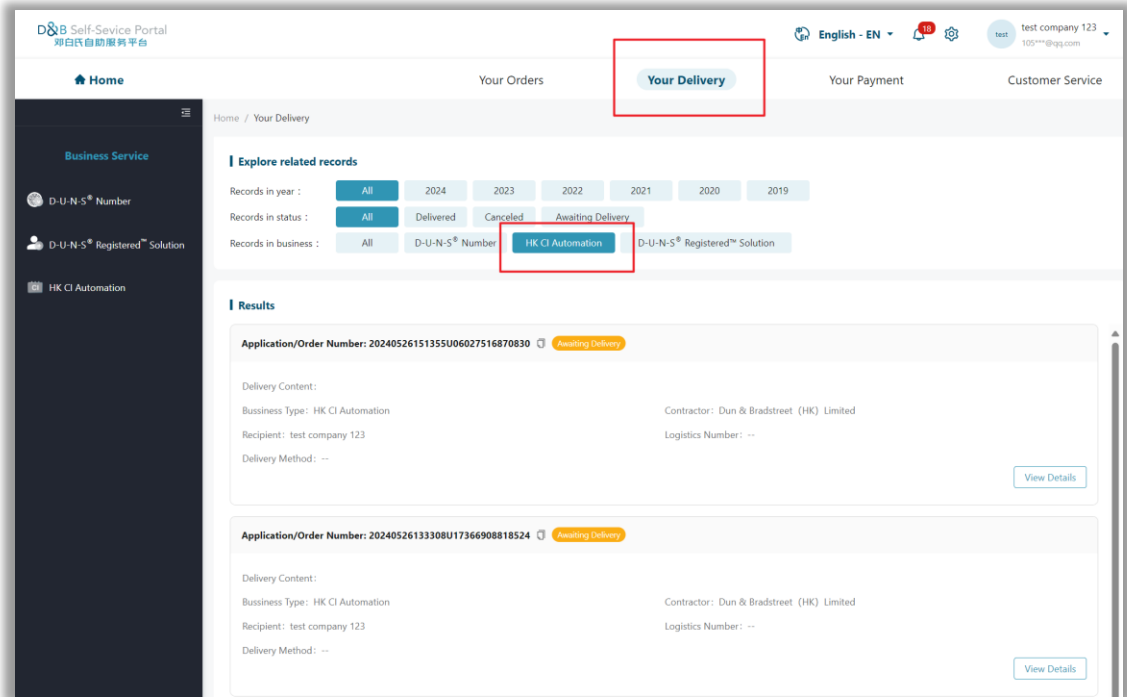 D&B Self-Sevice Portal
邓白氏自助服务平台
English - EN
18
test
test company 123
105***@qq.com
Home
Your Orders
Your Delivery
Your Payment
Customer Service
Home / Your Delivery
Business Service
D-U-N-S® Number
D-U-N-S® Registered™ Solution
CI HK CI Automation
Explore related records
Records in year : All 2024 2023 2022 2021 2020 2019
Records in status : All Delivered Canceled Awaiting Delivery
Records in business : All D-U-N-S® Number HK CI Automation D-U-N-S® Registered™ Solution
Results
Application/Order Number: 20240526151355U06027516870830 Awaiting Delivery
Delivery Content:
Bussiness Type: HK CI Automation Contractor: Dun & Bradstreet (HK) Limited
Recipient: test company 123 Logistics Number: --
Delivery Method: --
View Details
Application/Order Number: 20240526133308U17366908818524 Awaiting Delivery
Delivery Content:
Bussiness Type: HK CI Automation Contractor: Dun & Bradstreet (HK) Limited
Recipient: test company 123 Logistics Number: --
Delivery Method: --
View Details